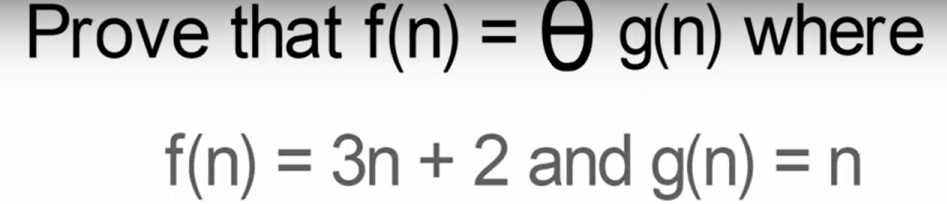 Prove that f(n) = Θ g(n) where
f(n) = 3n + 2 and g(n) = n